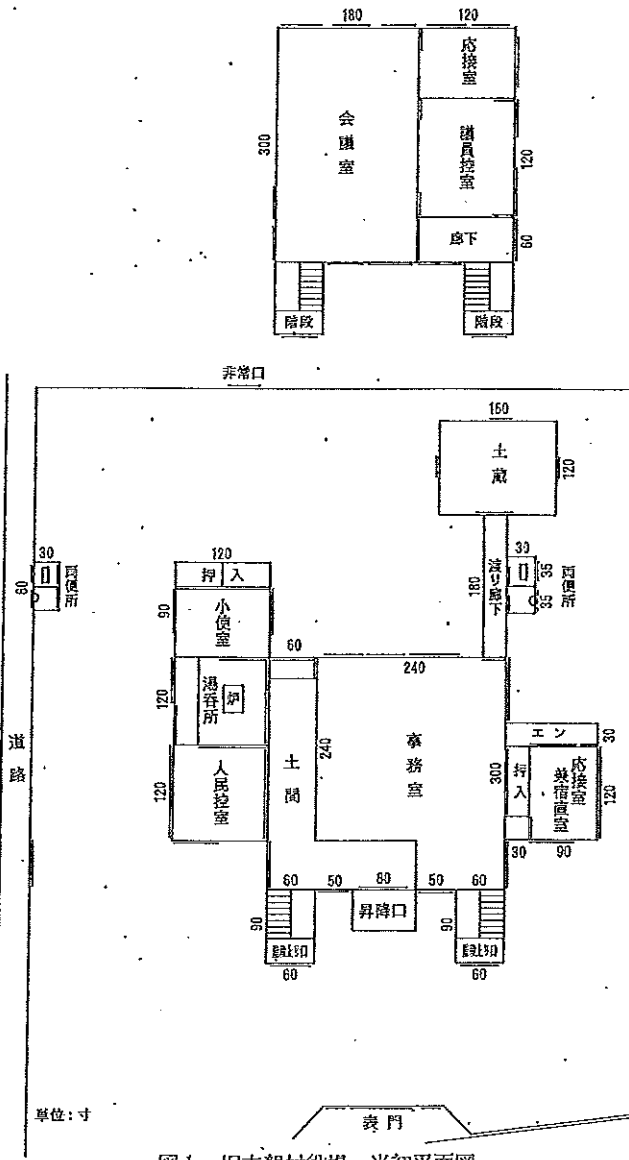 180
120
応接室
会議室
300
議員控室
120
廊下
60
階段
階段
非常口
150
土蔵
120
渡り廊下
180
30
35
35
両便所
30
60
両便所
120
押入
小使室
90
60
240
湯呑所
炉
120
土間
240
事務室
300
エン
30
押入
応接室
兼宿直室
120
30
90
人民控室
120
道路
60
50
80
50
60
昇降口
90
90
60
60
表門
単位:寸